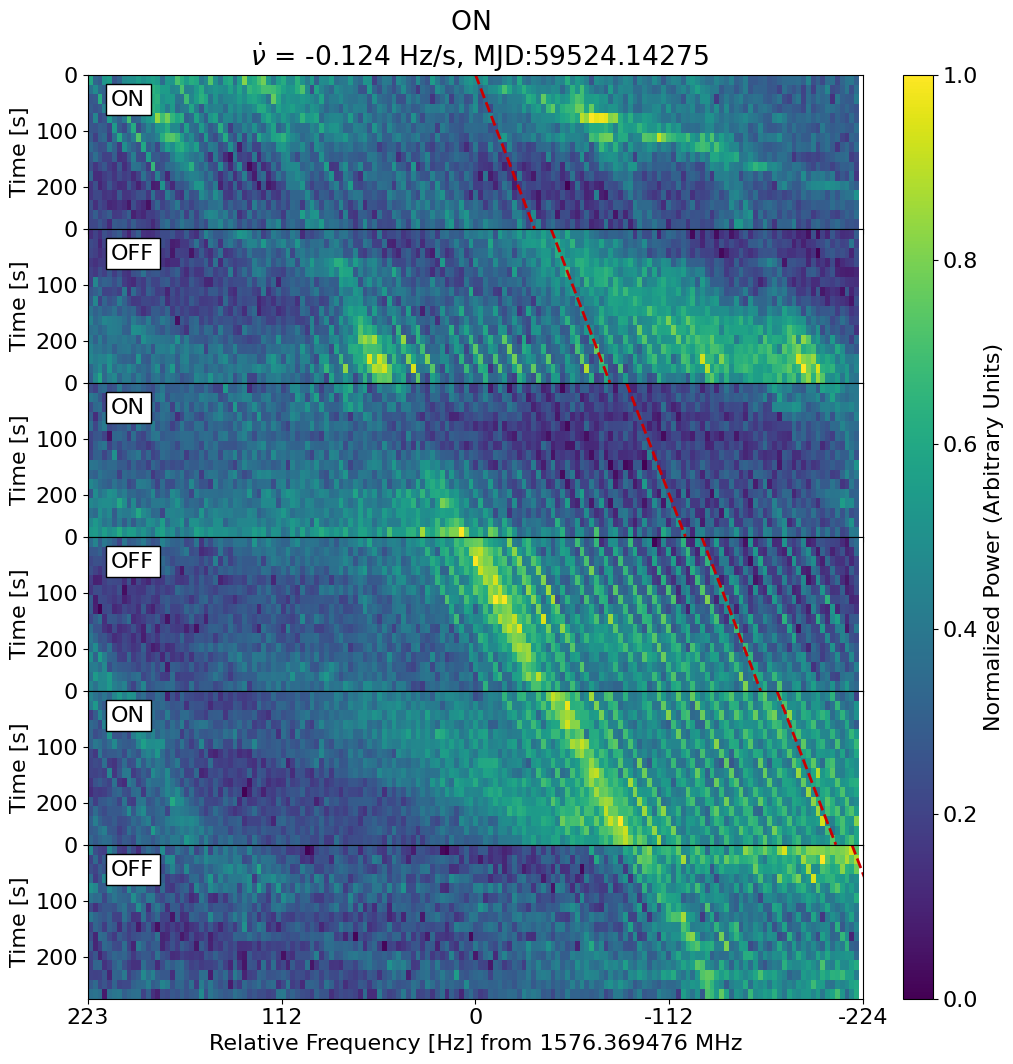 ON
ν̇ = -0.124 Hz/s, MJD:59524.14275
Time [s]
0
100
200
ON
Time [s]
0
100
200
OFF
Time [s]
0
100
200
ON
Time [s]
0
100
200
OFF
Time [s]
0
100
200
ON
Time [s]
0
100
200
OFF
223 112 0 -112 -224
Relative Frequency [Hz] from 1576.369476 MHz
1.0
0.8
0.6
0.4
0.2
0.0
Normalized Power (Arbitrary Units)